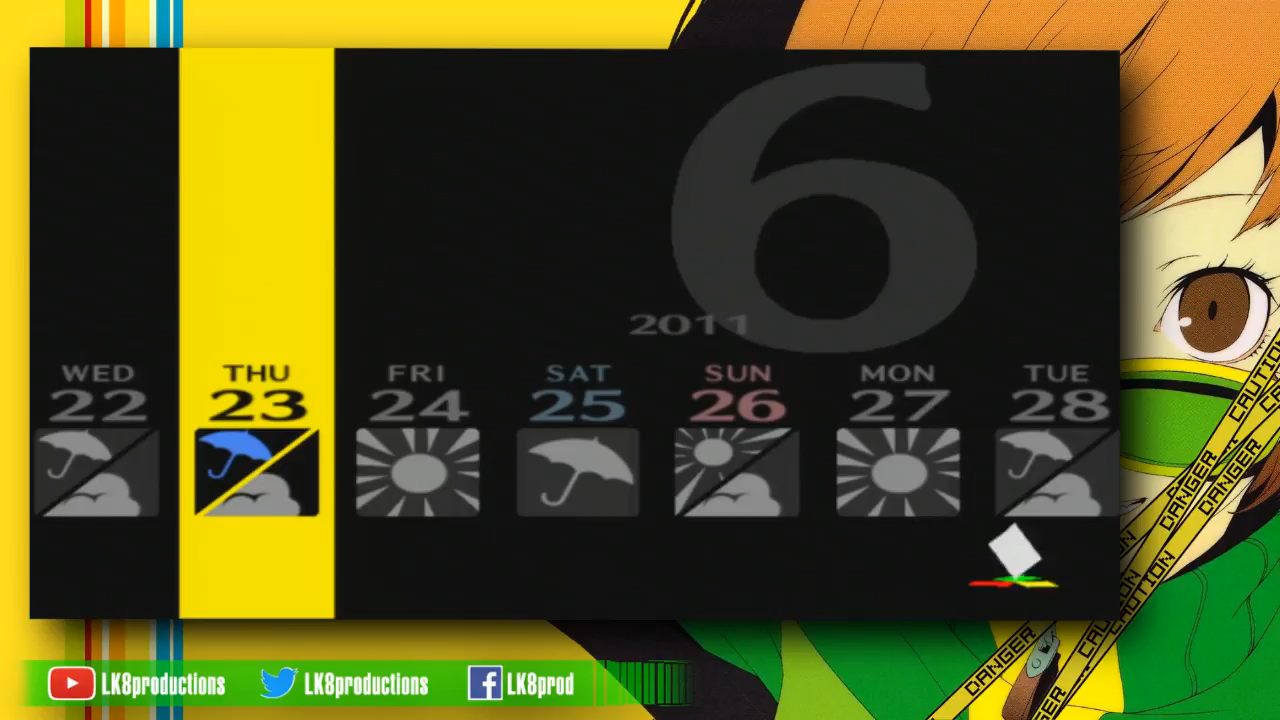 6
2011
WED THU FRI SAT SUN MON TUE
22 23 24 25 26 27 28
CAUTION
DANGER DANGER
CAUTION
DANGER
DANGER
LK8productions LK8productions LK8prod